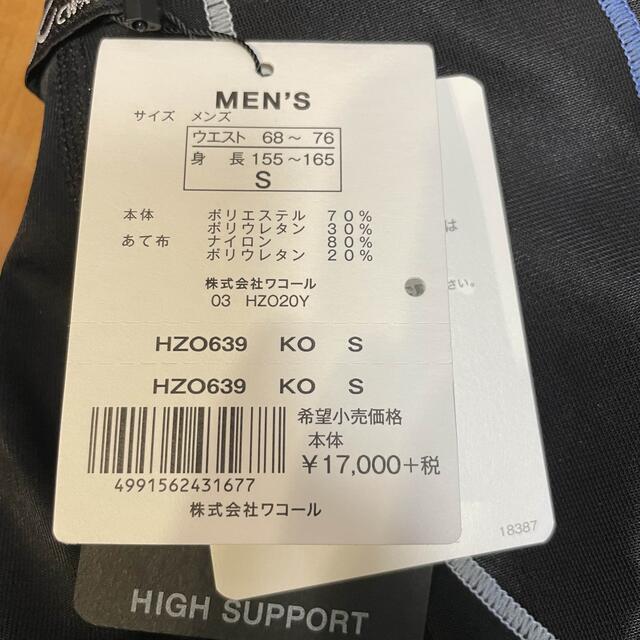 CW-X
MEN'S
サイズ メンズ
ウエスト 68〜 76
身 長 155〜165
S
本体 ポリエステル 70%
ポリウレタン 30%
あて布 ナイロン 80%
ポリウレタン 20%
株式会社ワコール
03 HZO20Y
HZO639 KO S
HZO639 KO S
希望小売価格
本体
¥17,000+税
4991562431677
株式会社ワコール
は
さい。
18387
HIGH SUPPORT